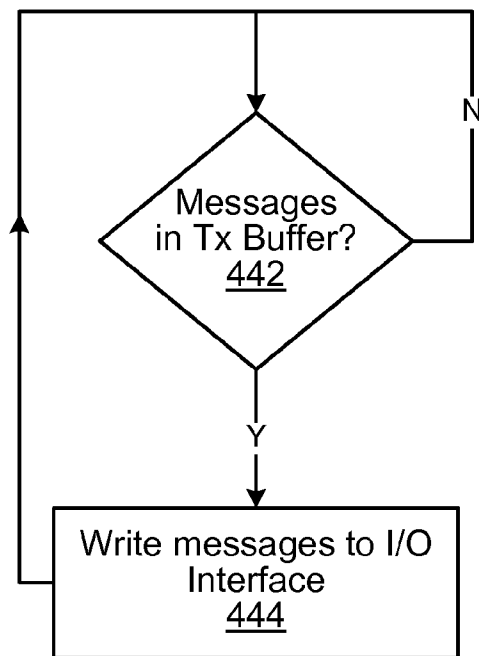 N
Messages
in Tx Buffer?
442
Y
Write messages to I/O
Interface
444